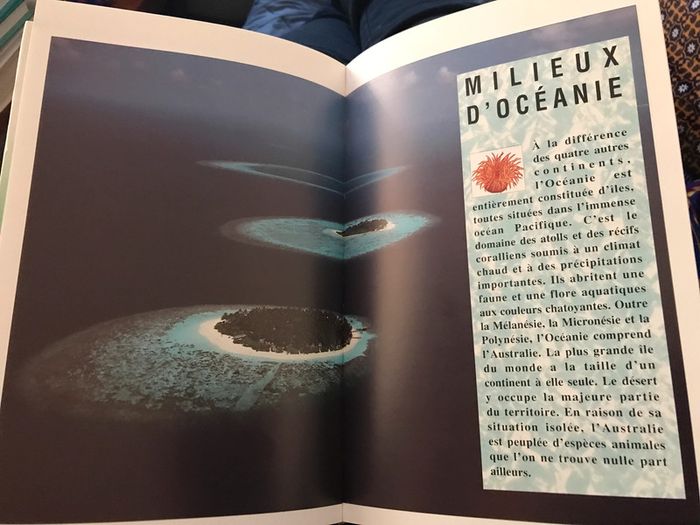 MILIEUX
D'OCÉANIE
À la différence
des quatre autres
continents,
l'Océanie est
entièrement constituée d'îles,
toutes situées dans l'immense
océan Pacifique. C'est le
domaine des atolls et des récifs
coralliens soumis à un climat
chaud et à des précipitations
importantes. Ils abritent une
faune et une flore aquatiques
aux couleurs chatoyantes. Outre
la Mélanésie, la Micronésie et la
Polynésie, l'Océanie comprend
l'Australie. La plus grande île
du monde a la taille d'un
continent à elle seule. Le désert
y occupe la majeure partie
du territoire. En raison de sa
situation isolée, l'Australie
est peuplée d'espèces animales
que l'on ne trouve nulle part
ailleurs.